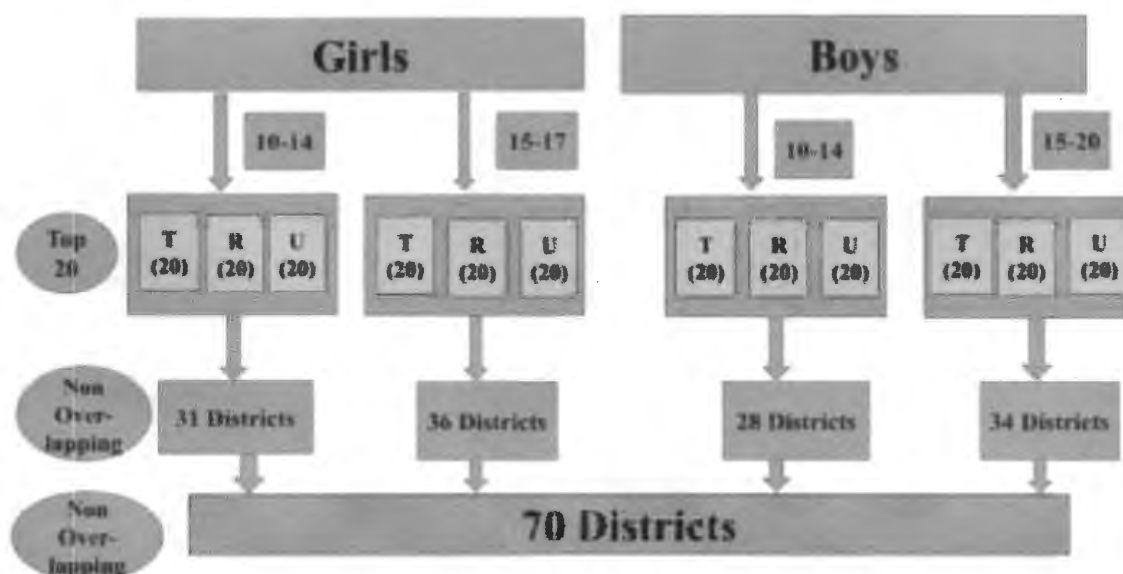 Girls
Boys
10-14
15-17
10-14
15-20
Top
20
T
(20)
R
(20)
U
(20)
T
(20)
R
(20)
U
(20)
T
(20)
R
(20)
U
(20)
T
(20)
R
(20)
U
(20)
Non
Over-
lapping
31 Districts
36 Districts
28 Districts
34 Districts
Non
Over-
lapping
70 Districts